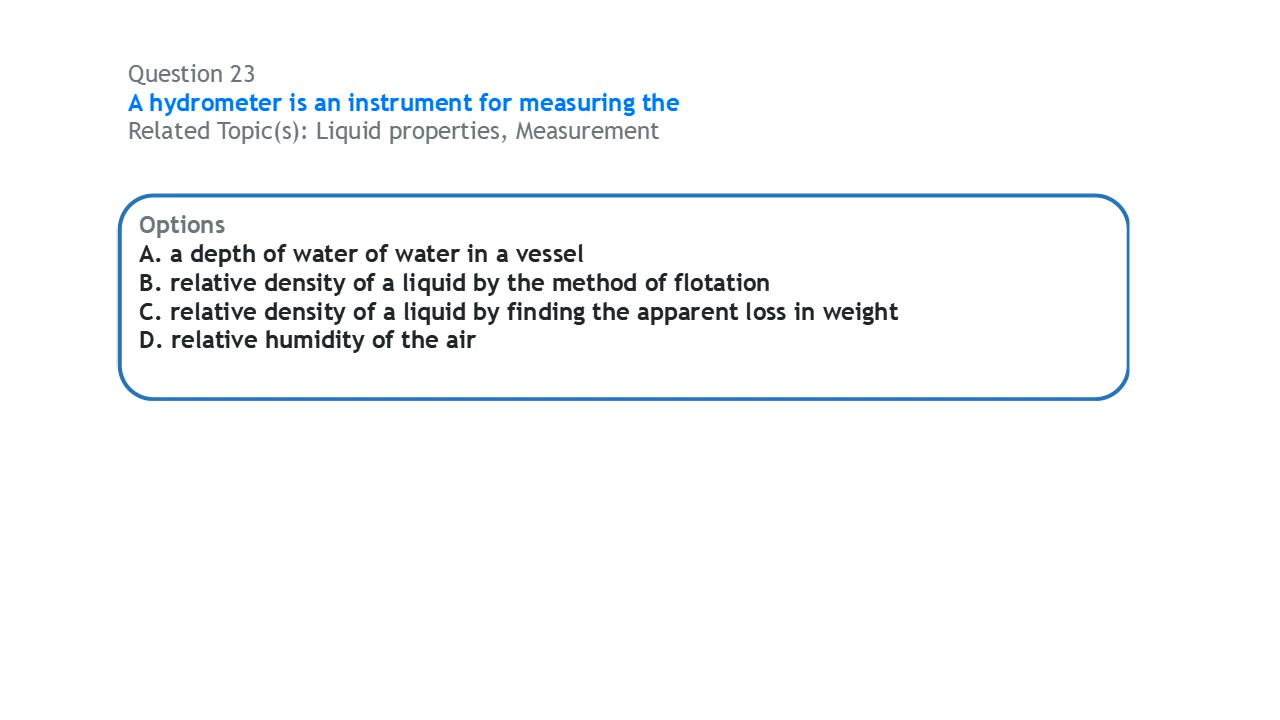 Question 23
A hydrometer is an instrument for measuring the
Related Topic(s): Liquid properties, Measurement
Options
A. a depth of water of water in a vessel
B. relative density of a liquid by the method of flotation
C. relative density of a liquid by finding the apparent loss in weight
D. relative humidity of the air